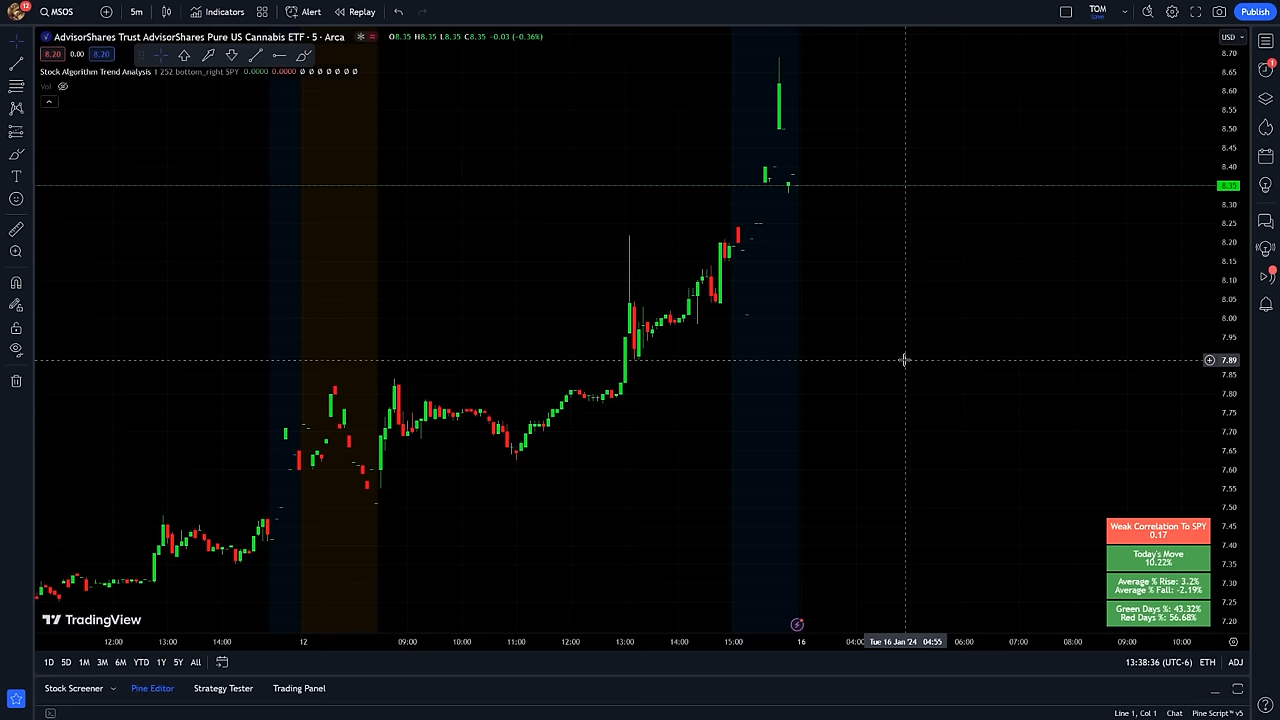 12
MSOS
5m
Indicators
Alert
Replay
TOM
Save
Publish
AdvisorShares Trust AdvisorShares Pure US Cannabis ETF · 5 · Arca
O8.35 H8.35 L8.35 C8.35 -0.03 (-0.36%)
USD
8.20
0.00
8.20
Stock Algorithm Trend Analysis 1 252 bottom_right SPY 0.0000 0.0000 Ø Ø Ø Ø Ø Ø Ø
Vol
8.70
8.65
8.60
8.55
8.50
8.45
8.40
8.35
8.30
8.25
8.20
8.15
8.10
8.05
8.00
7.95
7.89
7.85
7.80
7.75
7.70
7.65
7.60
7.55
7.50
7.45
7.40
7.35
7.30
7.25
7.20
Weak Correlation To SPY
0.17
Today's Move
10.22%
Average % Rise: 3.2%
Average % Fall: -2.19%
Green Days %: 43.32%
Red Days %: 56.68%
TradingView
12:00
13:00
14:00
12
09:00
10:00
11:00
12:00
13:00
14:00
15:00
16
04:00
Tue 16 Jan '24 04:55
06:00
07:00
08:00
09:00
10:00
1D
5D
1M
3M
6M
YTD
1Y
5Y
All
13:38:36 (UTC-6)
ETH
ADJ
Stock Screener
Pine Editor
Strategy Tester
Trading Panel
Line 1, Col 1
Chat
Pine Script™ v5